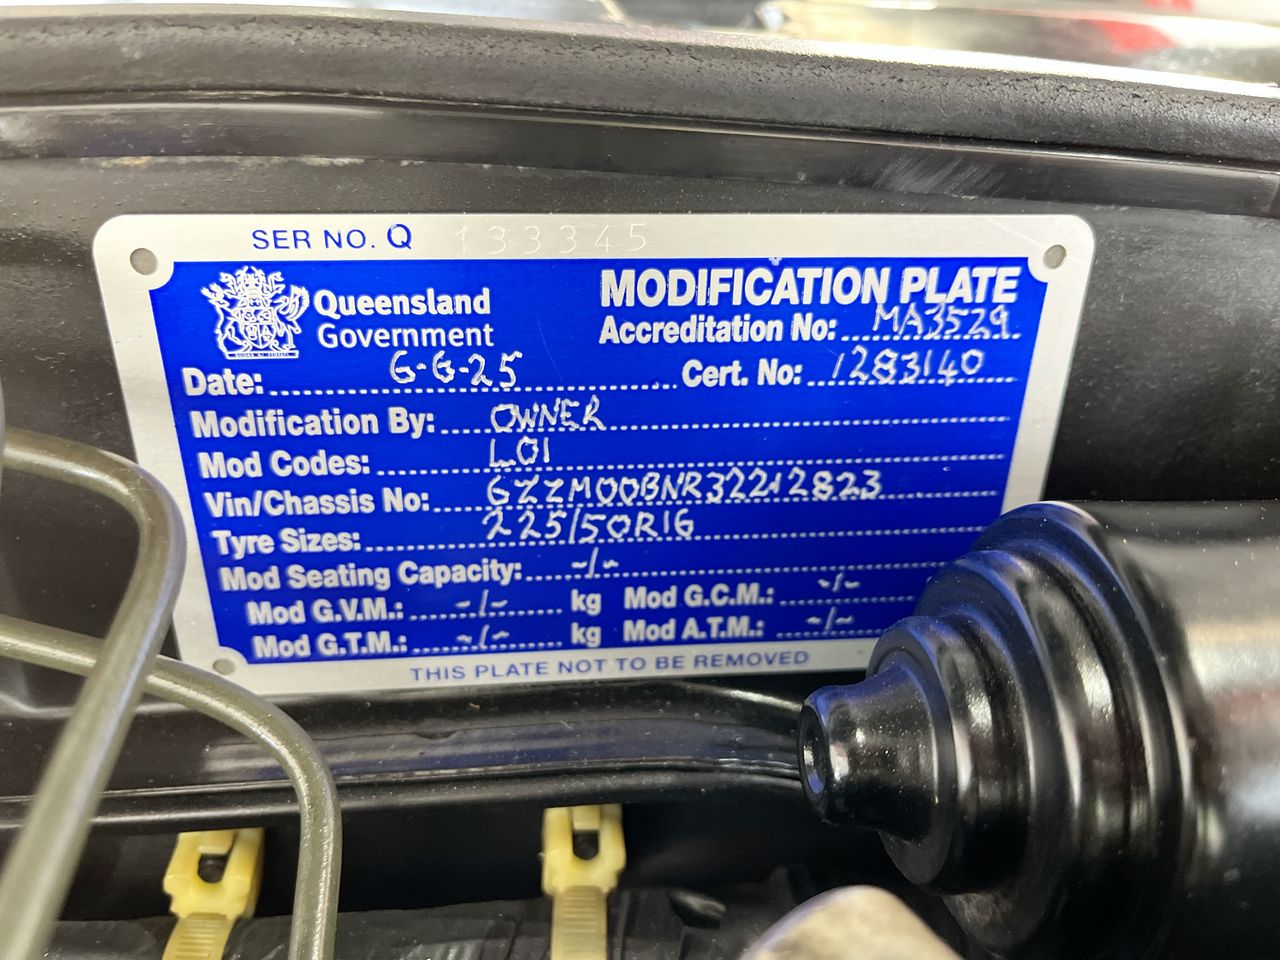 SER NO. Q 133345
Queensland Government
MODIFICATION PLATE
Accreditation No: MA3529
Date: 6-6-25 Cert. No: 1283140
Modification By: OWNER
Mod Codes: LO1
Vin/Chassis No: 6ZZM00BNR32212823
Tyre Sizes: 225/50R16
Mod Seating Capacity: -/-
Mod G.V.M.: -/- kg Mod G.C.M.: -/-
Mod G.T.M.: -/- kg Mod A.T.M.: -/-
THIS PLATE NOT TO BE REMOVED